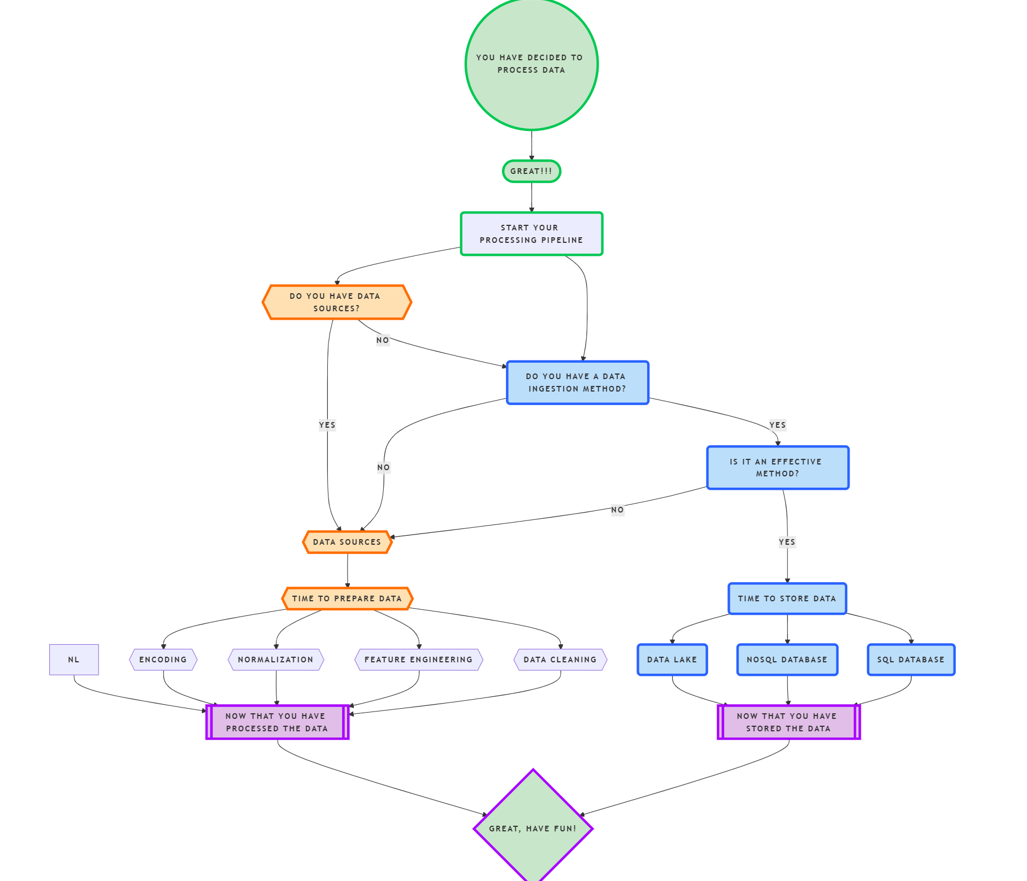 YOU HAVE DECIDED TO
PROCESS DATA
GREAT!!!
START YOUR
PROCESSING PIPELINE
DO YOU HAVE DATA
SOURCES?
NO
DO YOU HAVE A DATA
INGESTION METHOD?
YES
YES
IS IT AN EFFECTIVE
METHOD?
NO
NO
DATA SOURCES
YES
TIME TO PREPARE DATA
TIME TO STORE DATA
NL
ENCODING
NORMALIZATION
FEATURE ENGINEERING
DATA CLEANING
DATA LAKE
NOSQL DATABASE
SQL DATABASE
NOW THAT YOU HAVE
PROCESSED THE DATA
NOW THAT YOU HAVE
STORED THE DATA
GREAT, HAVE FUN!